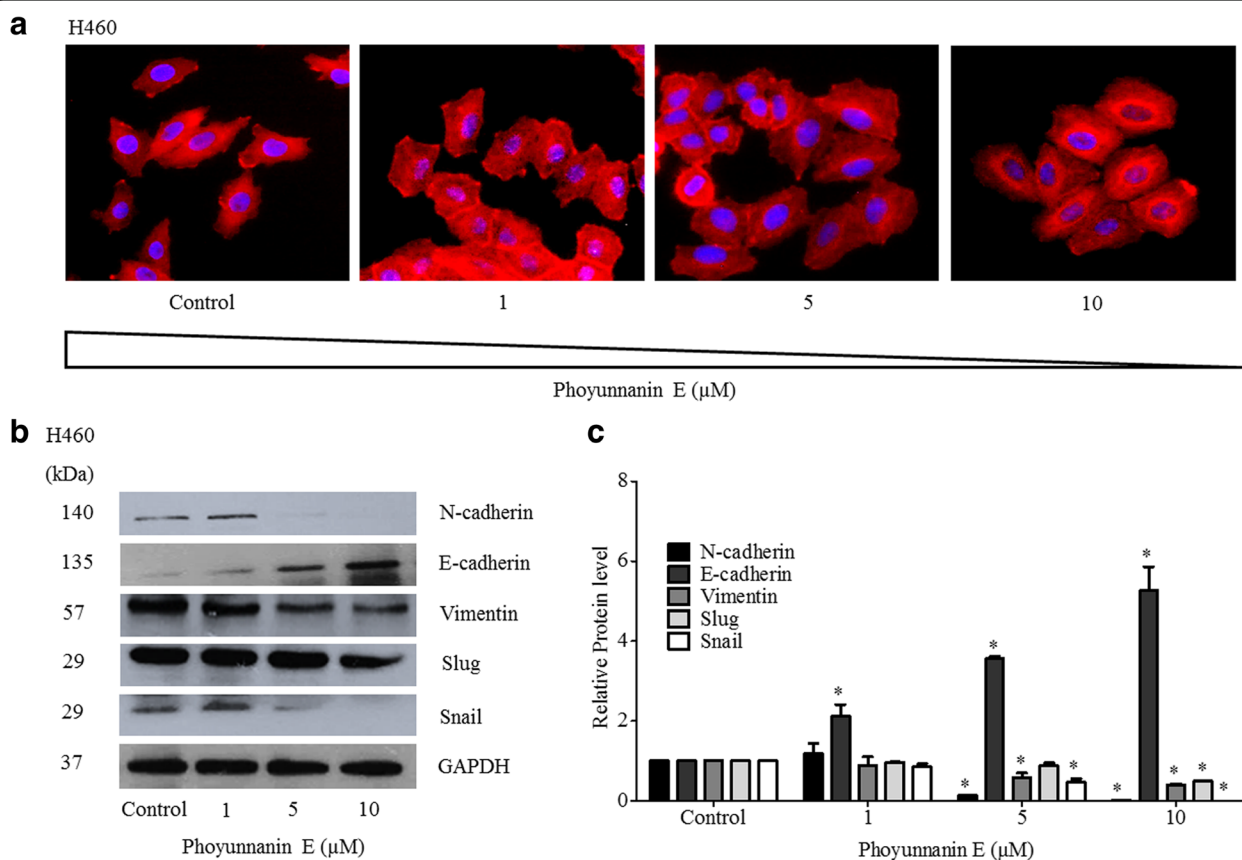 a
H460
Control 1 5 10
Phoyunnanin E (µM)
b
H460
(kDa)
140 N-cadherin
135 E-cadherin
57 Vimentin
29 Slug
29 Snail
37 GAPDH
Control 1 5 10
Phoyunnanin E (µM)
c
8
6
4
2
0
Relative Protein level
N-cadherin
E-cadherin
Vimentin
Slug
Snail
*
* * * *
* * * * *
Control 1 5 10
Phoyunnanin E (µM)